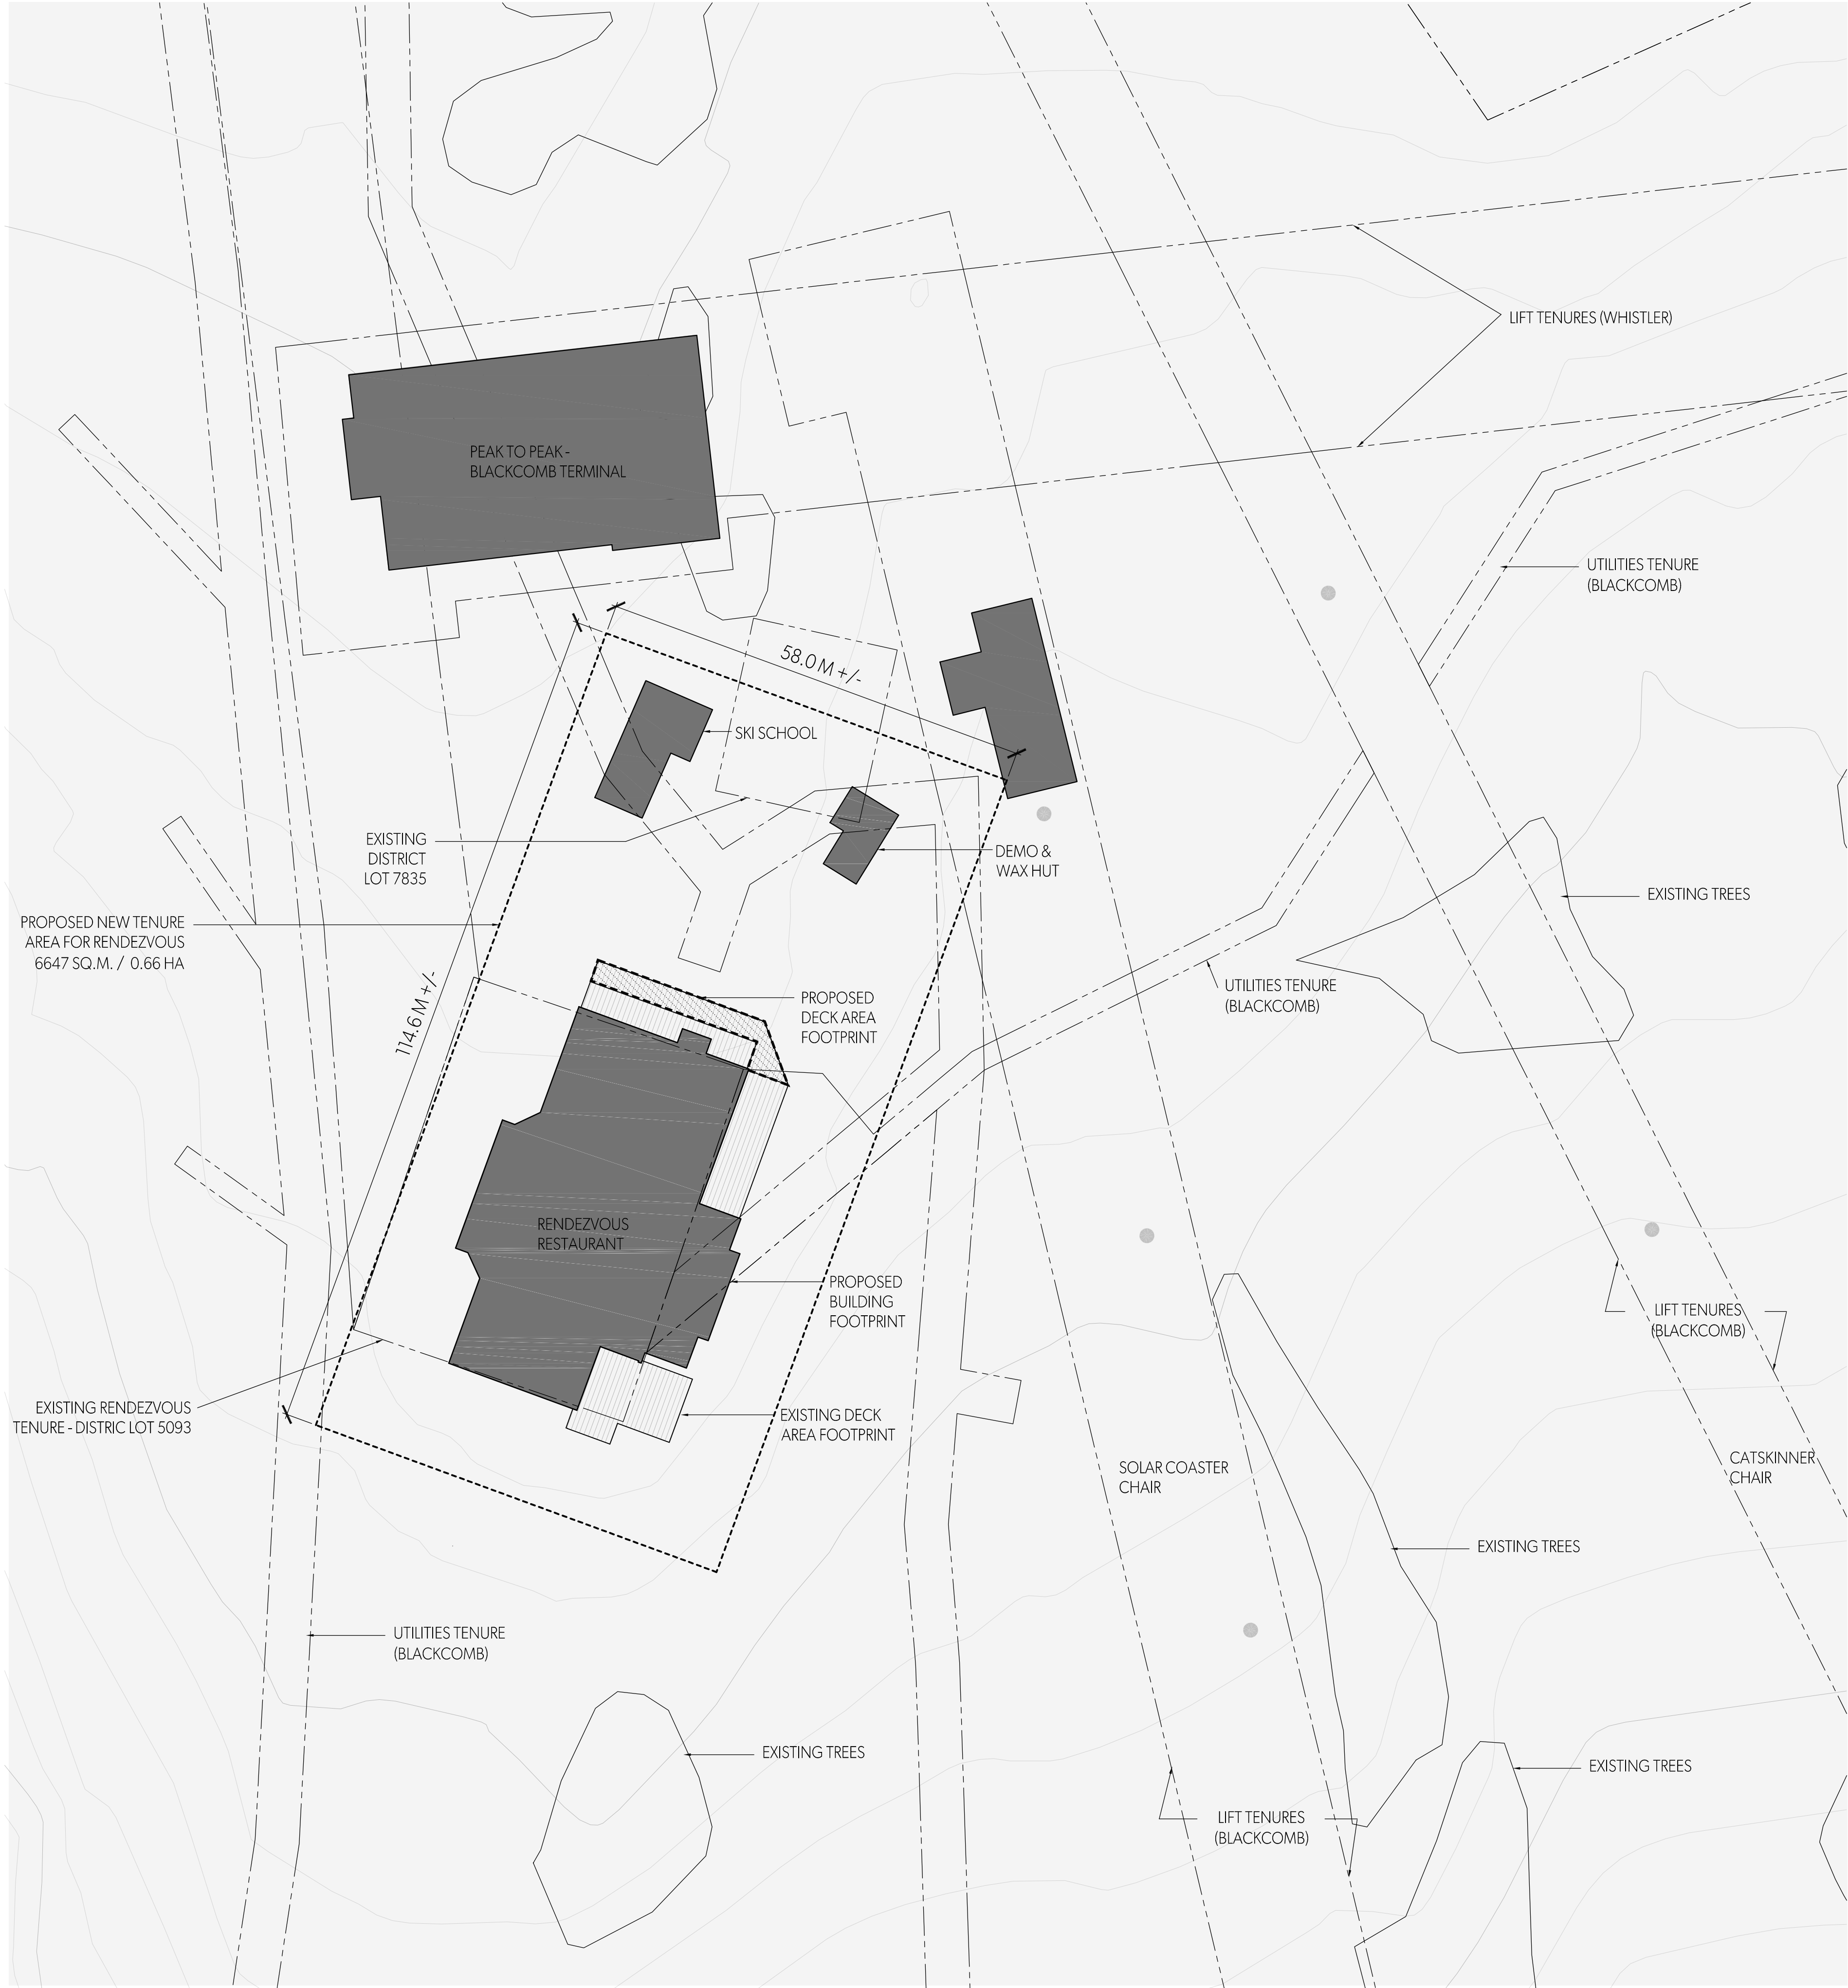 LIFT TENURES (WHISTLER)
PEAK TO PEAK -
BLACKCOMB TERMINAL
UTILITIES TENURE
(BLACKCOMB)
58.0 M +/-
SKI SCHOOL
EXISTING
DISTRICT
LOT 7835
DEMO &
WAX HUT
EXISTING TREES
PROPOSED NEW TENURE
AREA FOR RENDEZVOUS
6647 SQ.M. / 0.66 HA
114.6 M +/-
PROPOSED
DECK AREA
FOOTPRINT
UTILITIES TENURE
(BLACKCOMB)
RENDEZVOUS
RESTAURANT
PROPOSED
BUILDING
FOOTPRINT
LIFT TENURES
(BLACKCOMB)
EXISTING RENDEZVOUS
TENURE - DISTRIC LOT 5093
EXISTING DECK
AREA FOOTPRINT
SOLAR COASTER
CHAIR
CATSKINNER
CHAIR
EXISTING TREES
UTILITIES TENURE
(BLACKCOMB)
EXISTING TREES
EXISTING TREES
LIFT TENURES
(BLACKCOMB)